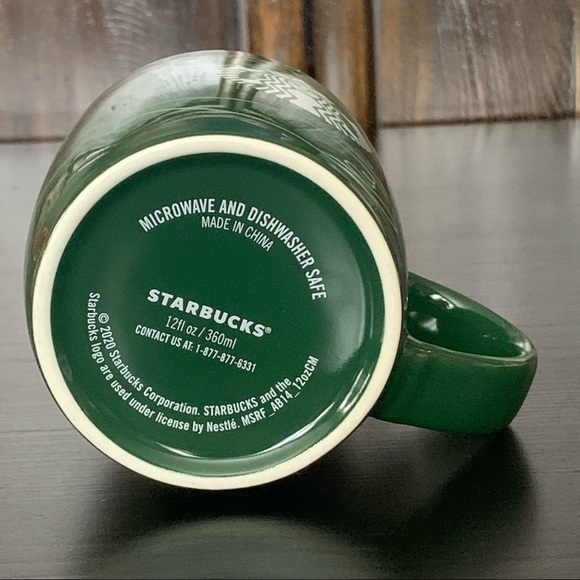 MICROWAVE AND DISHWASHER SAFE
MADE IN CHINA
STARBUCKS®
12fl oz / 360ml
CONTACT US AT: 1-877-877-6331
© 2020 Starbucks Corporation. STARBUCKS and the
Starbucks logo are used under license by Nestlé. MSRF_AB14_12ozCM